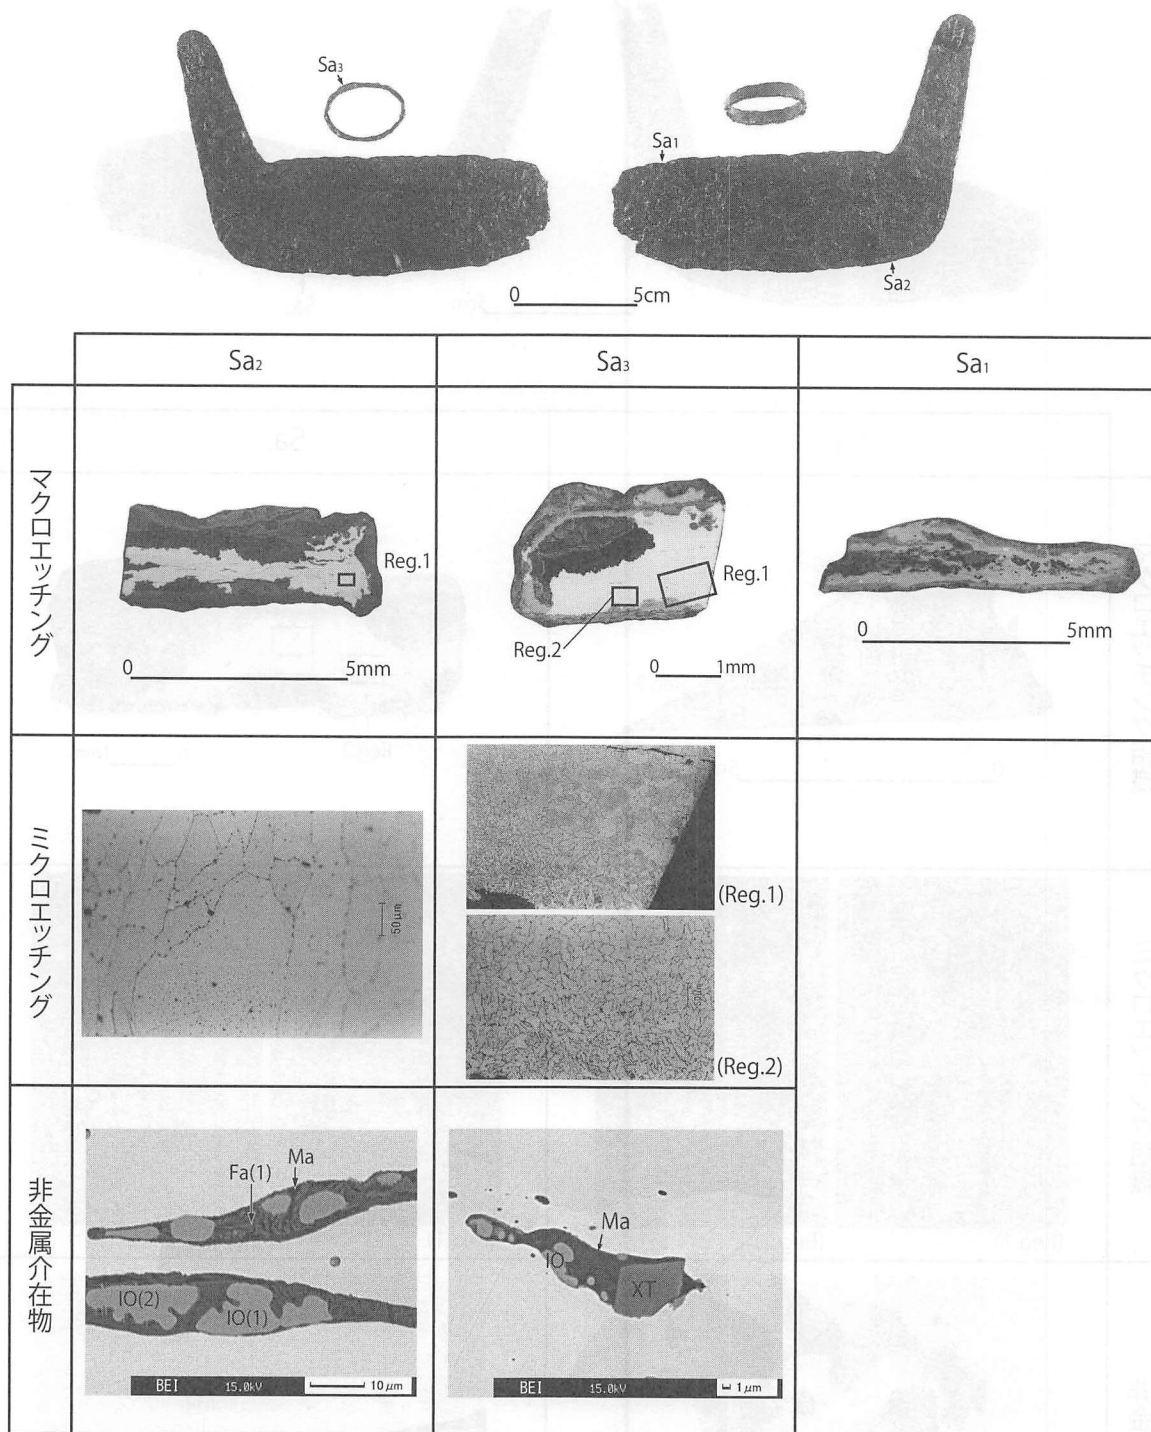 Sa3
Sa1
Sa2
0 5cm
Sa2 Sa3 Sa1
マクロエッチング
Reg.1
0 5mm
Reg.1
Reg.2
0 1mm
0 5mm
ミクロエッチング
50μm
(Reg.1)
(Reg.2)
非金属介在物
Fa(1)
Ma
IO(2)
IO(1)
BEI 15.0kV 10μm
Ma
IO
XT
BEI 15.0kV 1μm